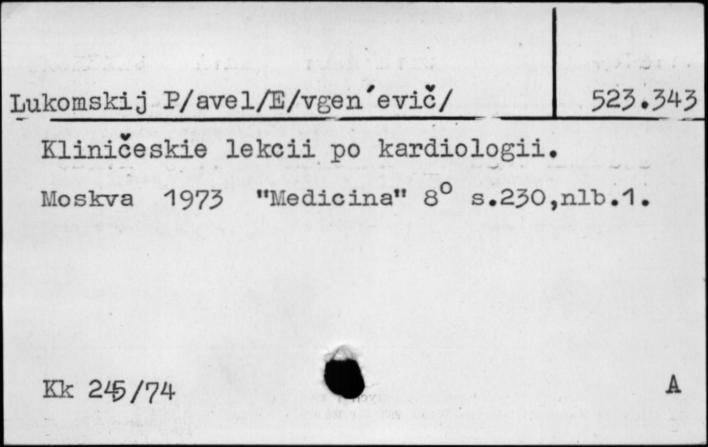 Lukomskij P/avel/E/vgen´evič/ 523.343
Kliničeskie lekcii po kardiologii.
Moskva 1973 "Medicina" 8° s.230,nlb.1.
Kk 245/74 A